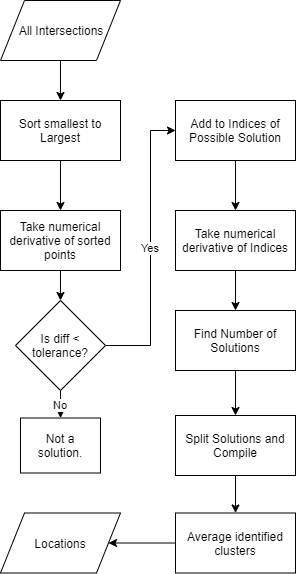 All Intersections
Sort smallest to
Largest
Take numerical
derivative of sorted
points
Is diff <
tolerance?
No
Not a
solution.
Yes
Add to Indices of
Possible Solution
Take numerical
derivative of Indices
Find Number of
Solutions
Split Solutions and
Compile
Average identified
clusters
Locations